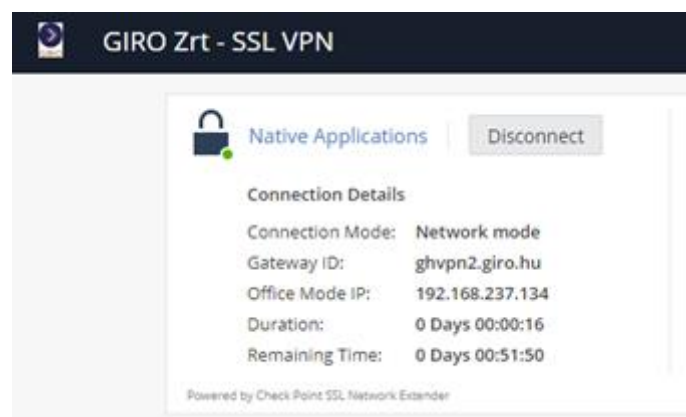 GIRO Zrt - SSL VPN
Native Applications Disconnect
Connection Details
Connection Mode: Network mode
Gateway ID: ghvpn2.giro.hu
Office Mode IP: 192.168.237.134
Duration: 0 Days 00:00:16
Remaining Time: 0 Days 00:51:50
Powered by Check Point SSL Network Extender